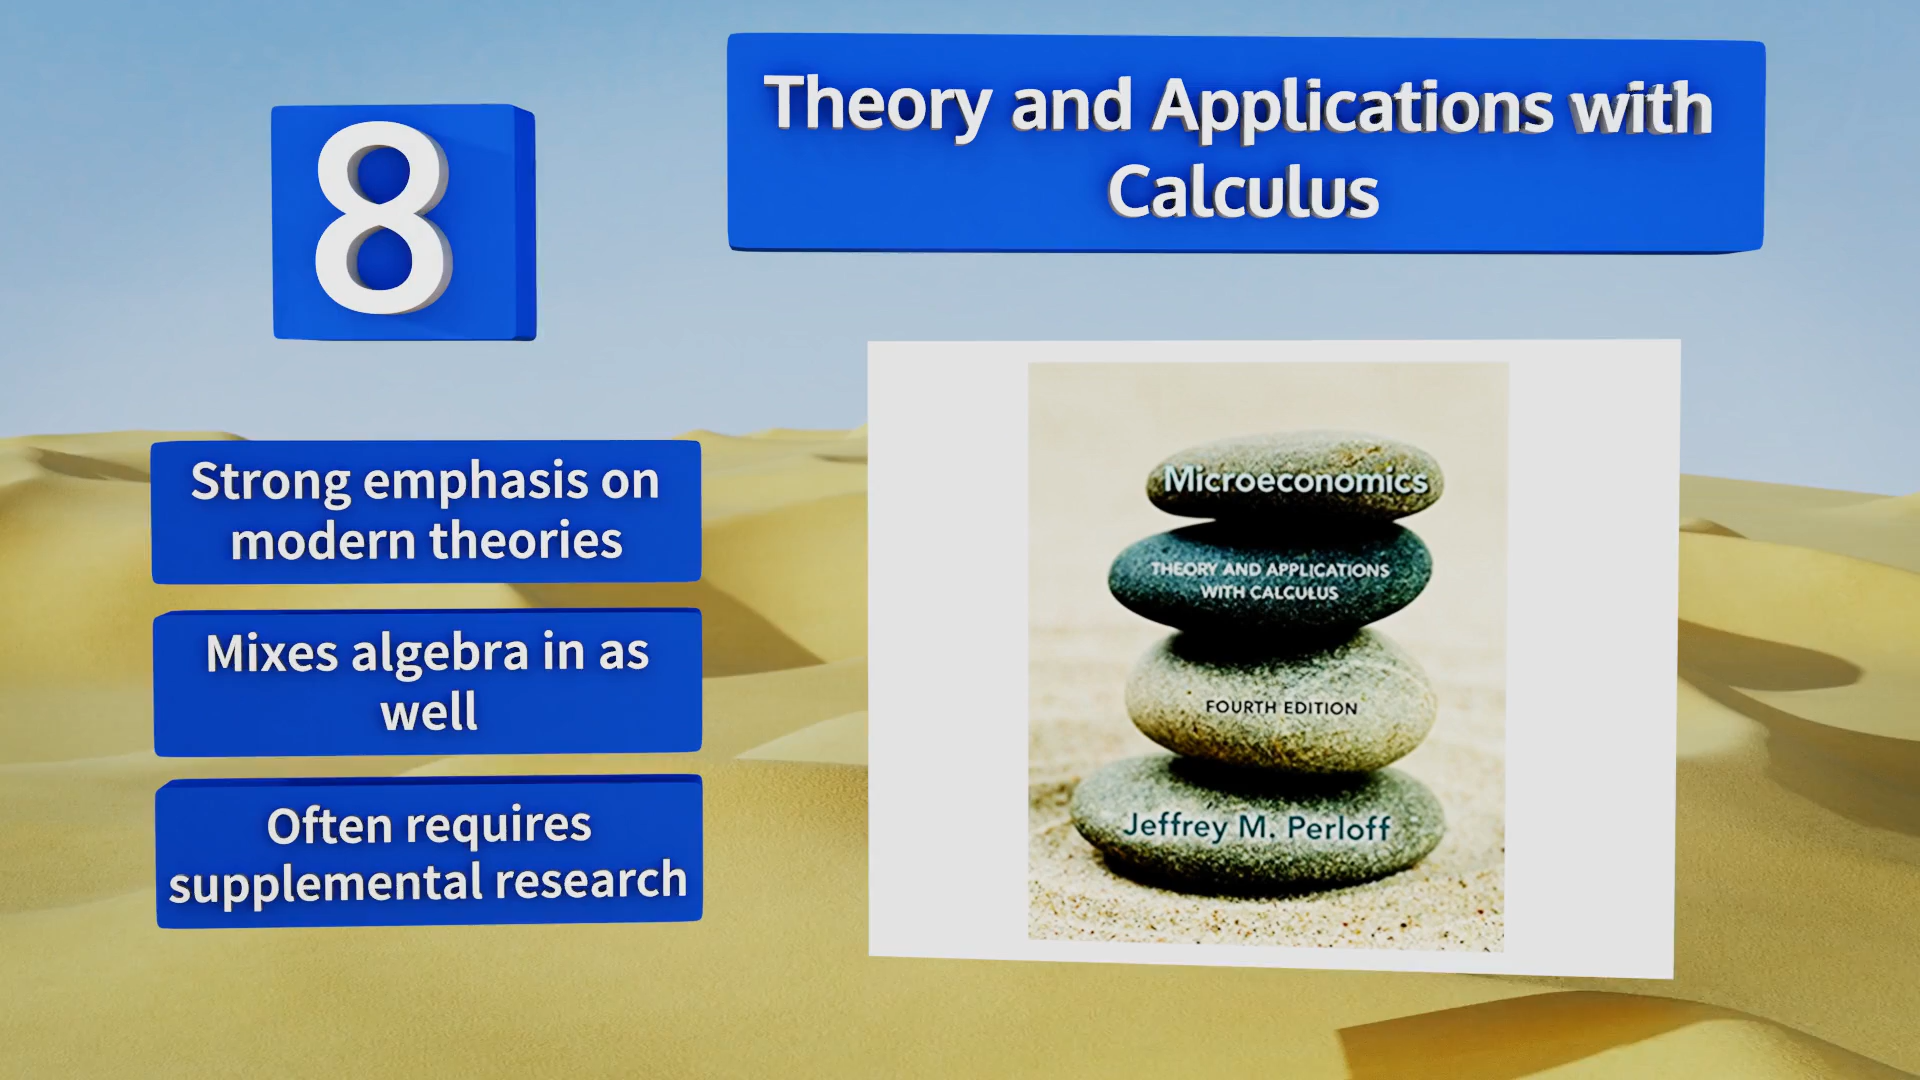 8
Theory and Applications with
Calculus
Strong emphasis on
modern theories
Mixes algebra in as
well
Often requires
supplemental research
Microeconomics
THEORY AND APPLICATIONS
WITH CALCULUS
FOURTH EDITION
Jeffrey M. Perloff